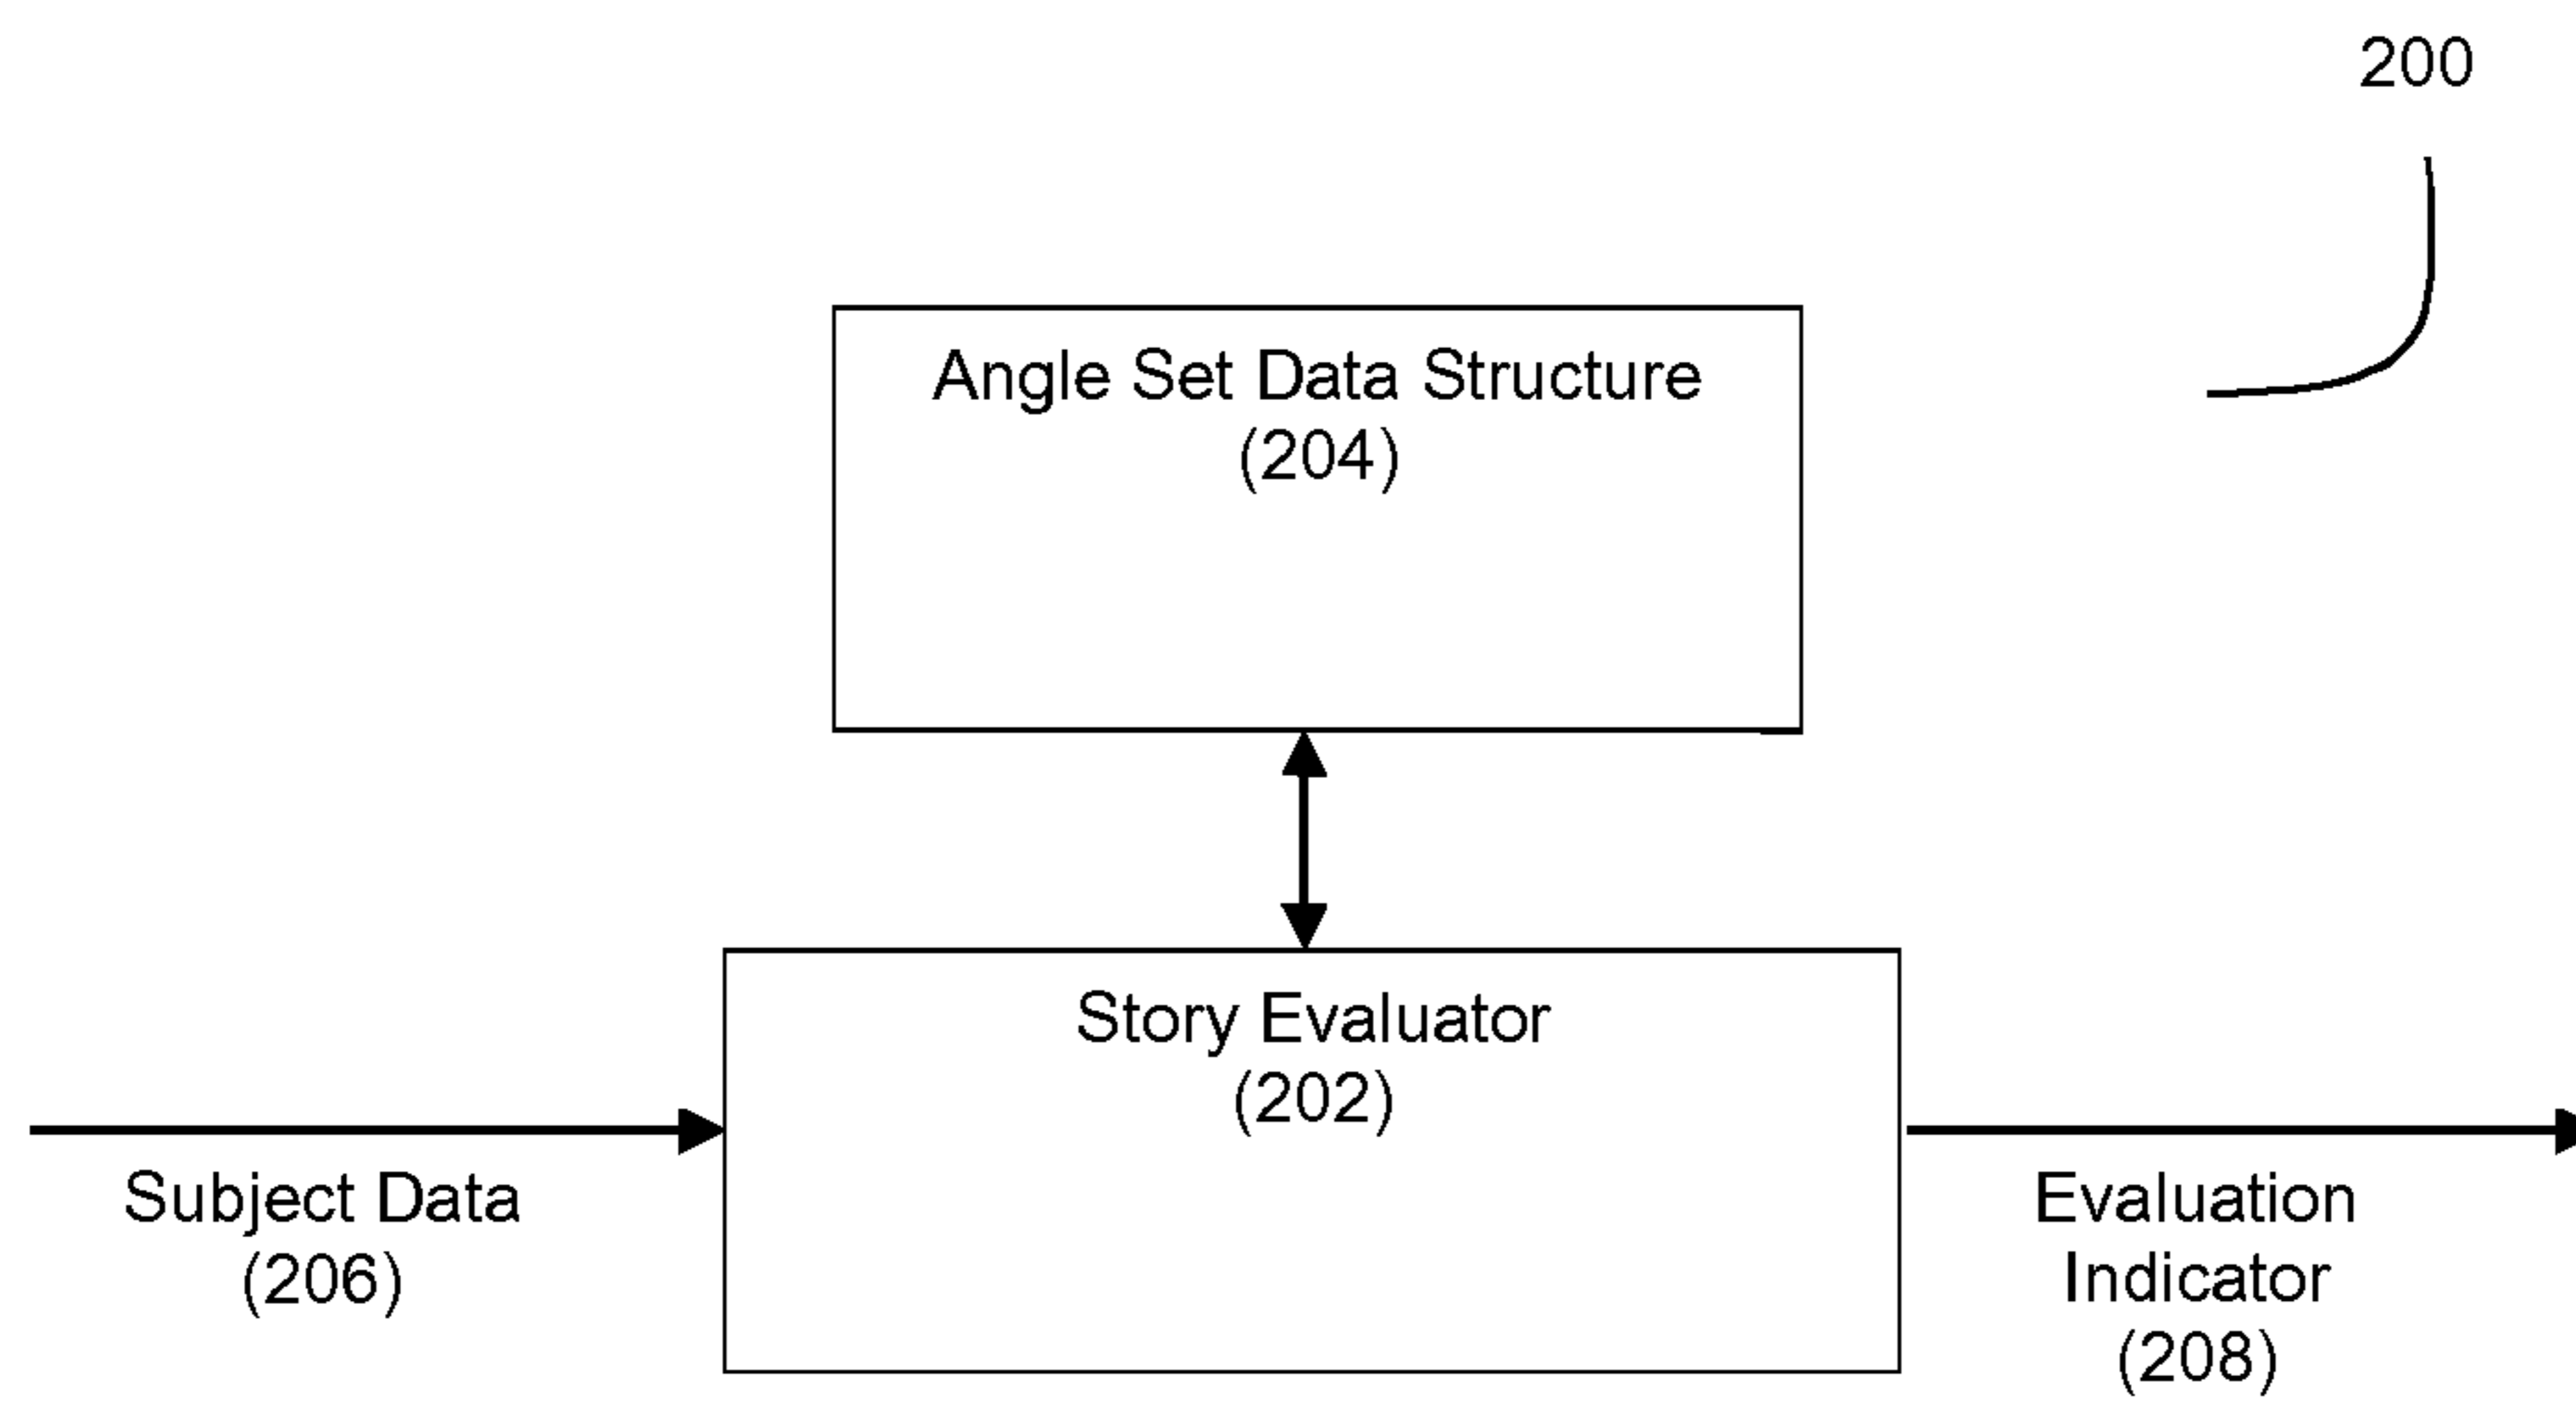 200
Angle Set Data Structure
(204)
Story Evaluator
(202)
Subject Data
(206)
Evaluation
Indicator
(208)